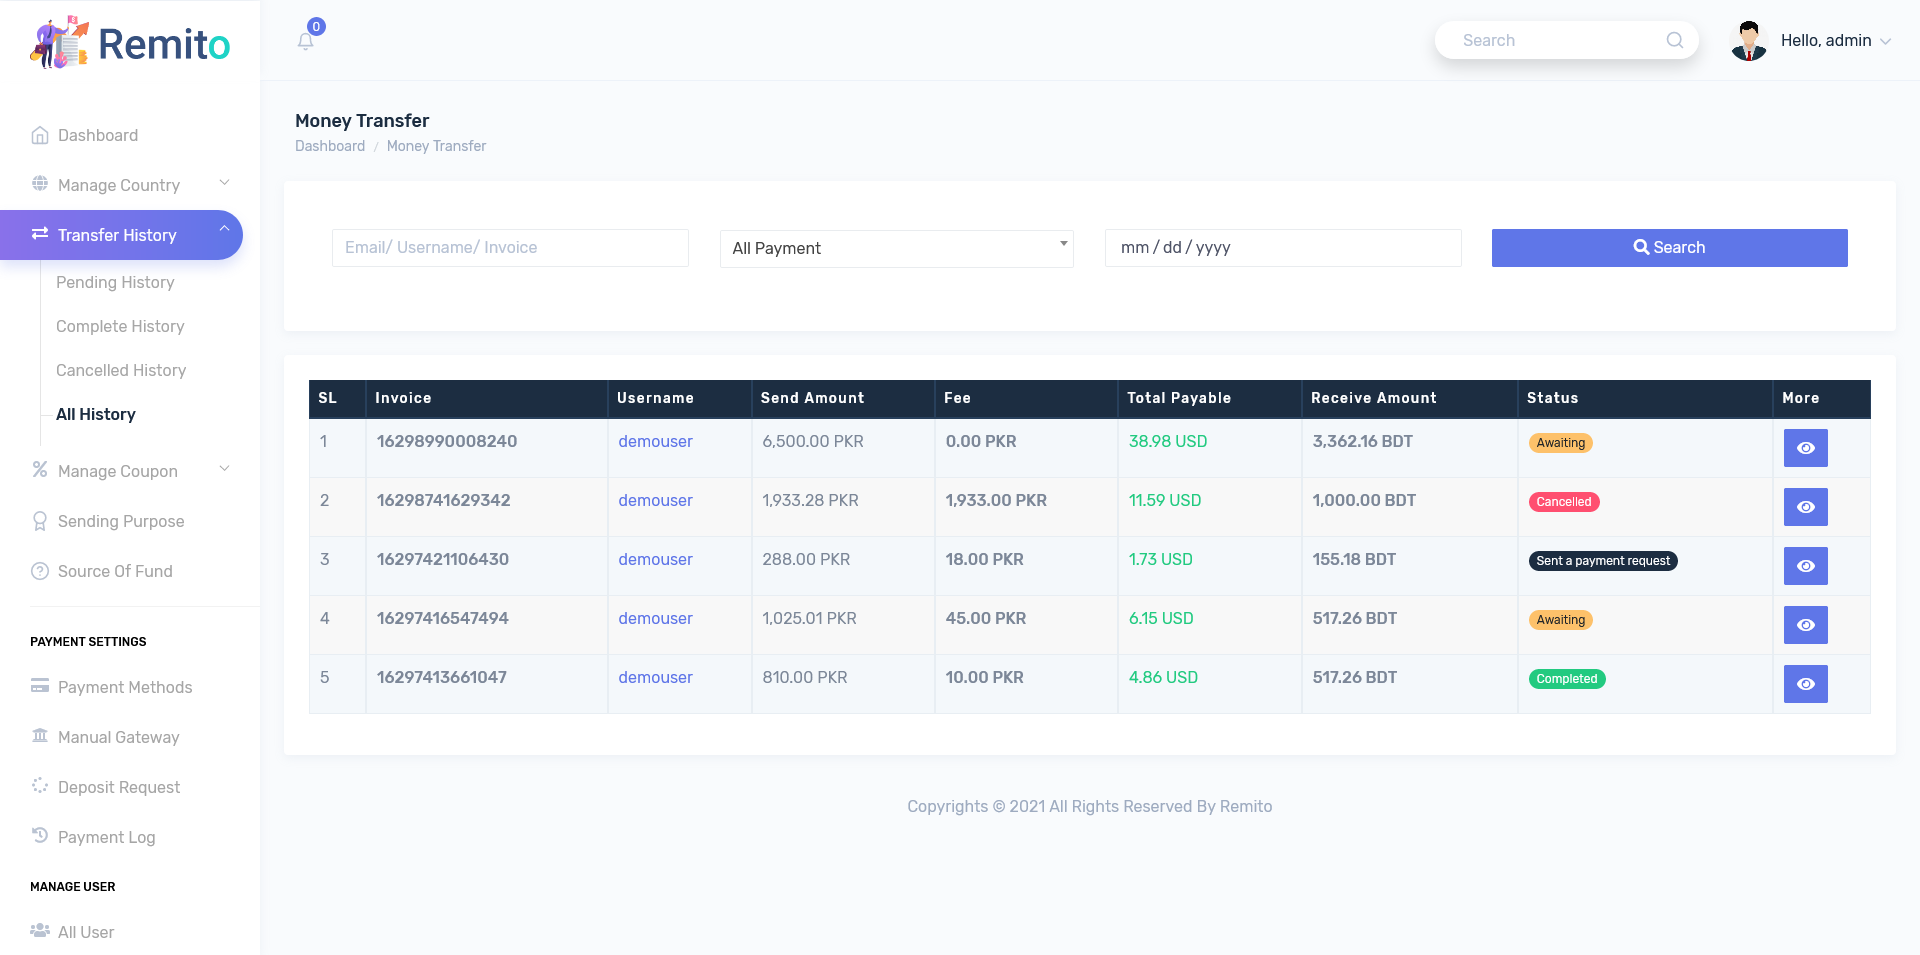 Remito
0
Search
Hello, admin
Dashboard
Manage Country
Transfer History
Pending History
Complete History
Cancelled History
All History
Manage Coupon
Sending Purpose
Source Of Fund
PAYMENT SETTINGS
Payment Methods
Manual Gateway
Deposit Request
Payment Log
MANAGE USER
All User
Money Transfer
Dashboard / Money Transfer
Email/ Username/ Invoice All Payment mm / dd / yyyy Search
SL Invoice Username Send Amount Fee Total Payable Receive Amount Status More
1 16298990008240 demouser 6,500.00 PKR 0.00 PKR 38.98 USD 3,362.16 BDT Awaiting
2 16298741629342 demouser 1,933.28 PKR 1,933.00 PKR 11.59 USD 1,000.00 BDT Cancelled
3 16297421106430 demouser 288.00 PKR 18.00 PKR 1.73 USD 155.18 BDT Sent a payment request
4 16297416547494 demouser 1,025.01 PKR 45.00 PKR 6.15 USD 517.26 BDT Awaiting
5 16297413661047 demouser 810.00 PKR 10.00 PKR 4.86 USD 517.26 BDT Completed
Copyrights © 2021 All Rights Reserved By Remito